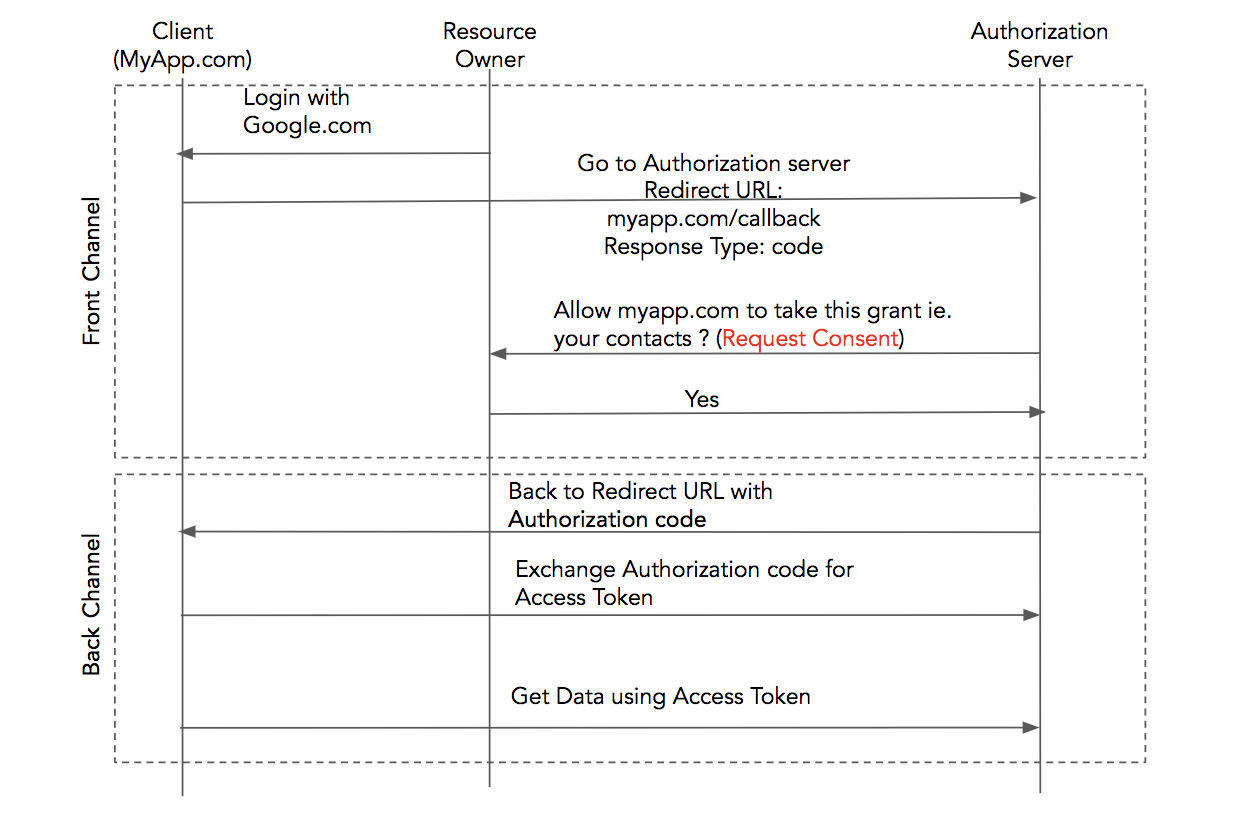 Client
(MyApp.com)
Resource
Owner
Authorization
Server
Front Channel
Login with
Google.com
Go to Authorization server
Redirect URL:
myapp.com/callback
Response Type: code
Allow myapp.com to take this grant ie.
your contacts ? (Request Consent)
Yes
Back Channel
Back to Redirect URL with
Authorization code
Exchange Authorization code for
Access Token
Get Data using Access Token